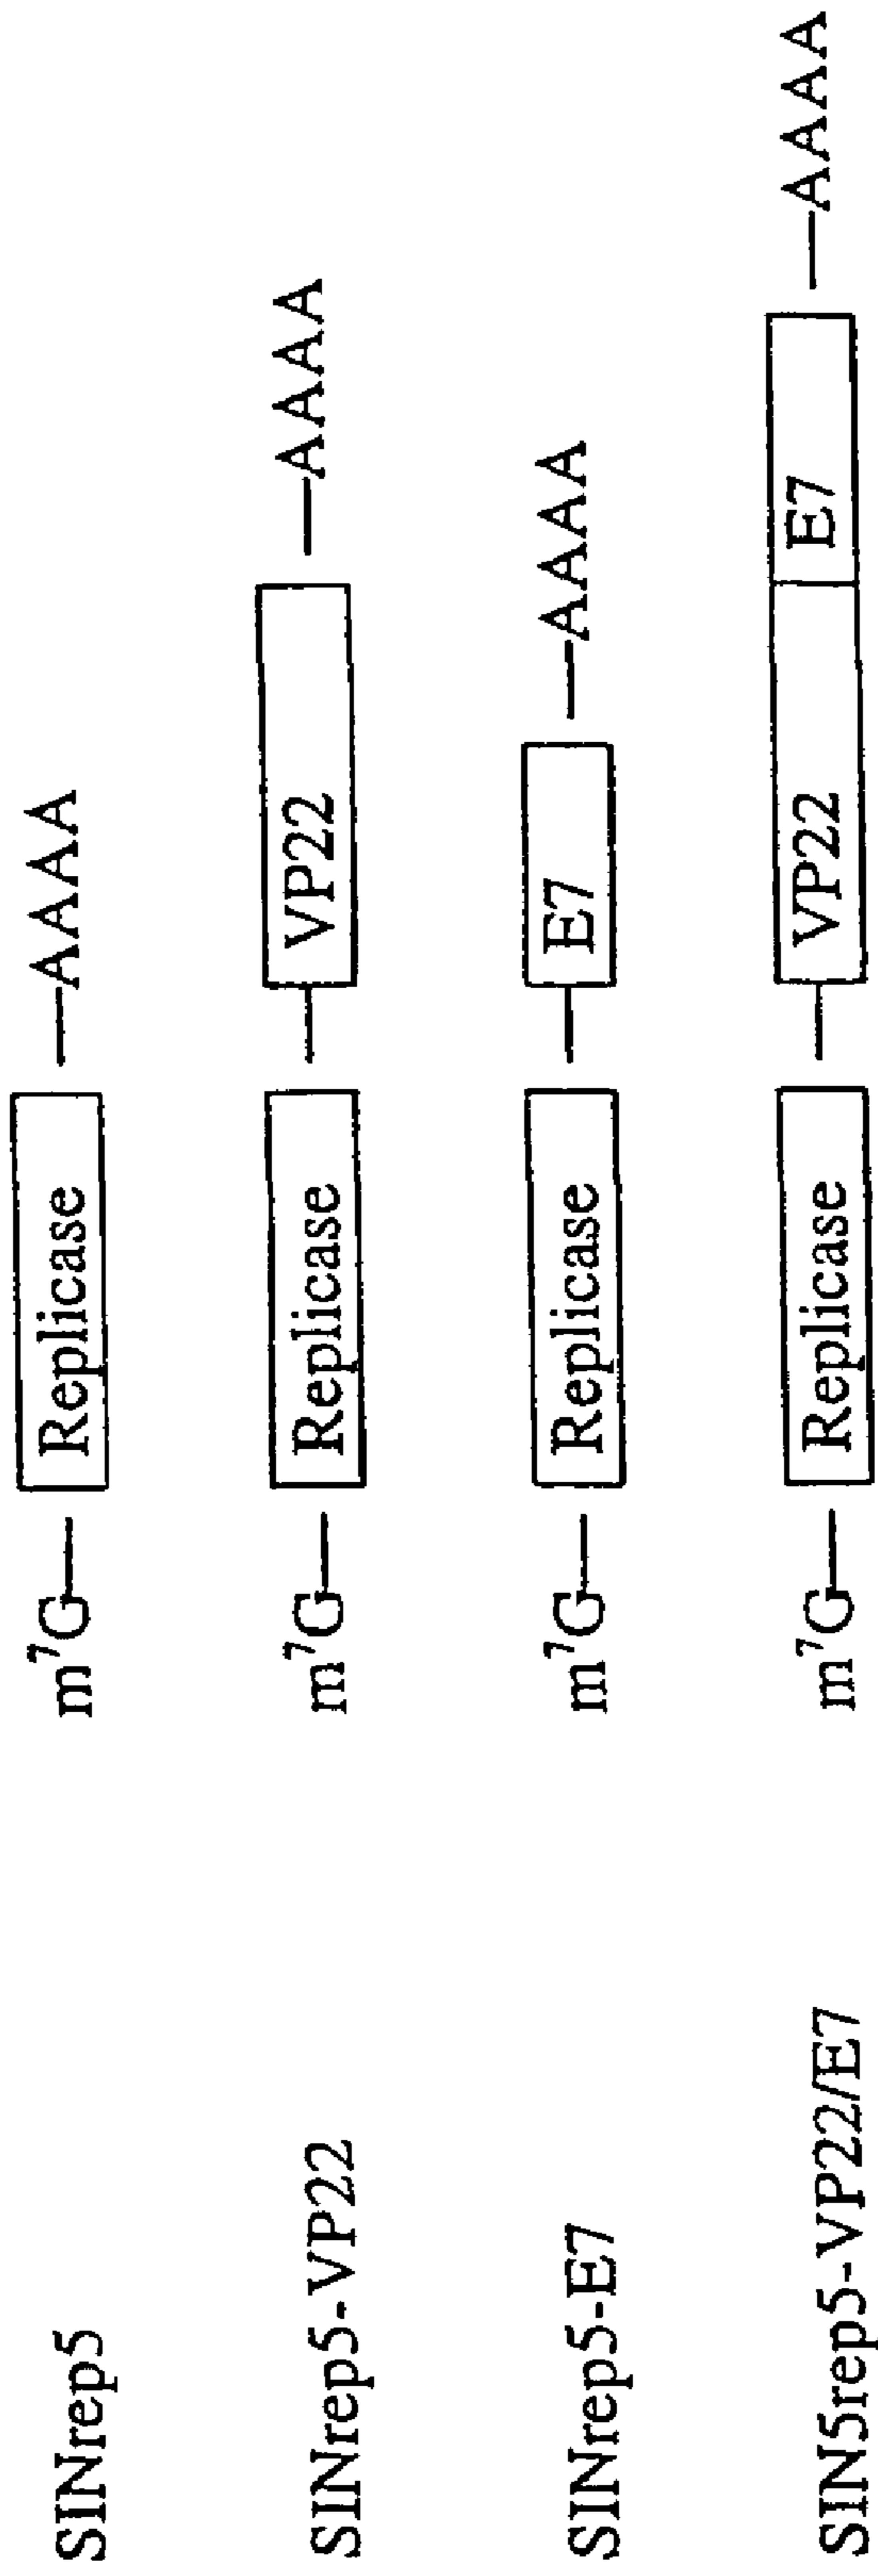 SINrep5 m⁷G Replicase AAAA
SINrep5-VP22 m⁷G Replicase VP22 AAAA
SINrep5-E7 m⁷G Replicase E7 AAAA
SIN5rep5-VP22/E7 m⁷G Replicase VP22 E7 AAAA